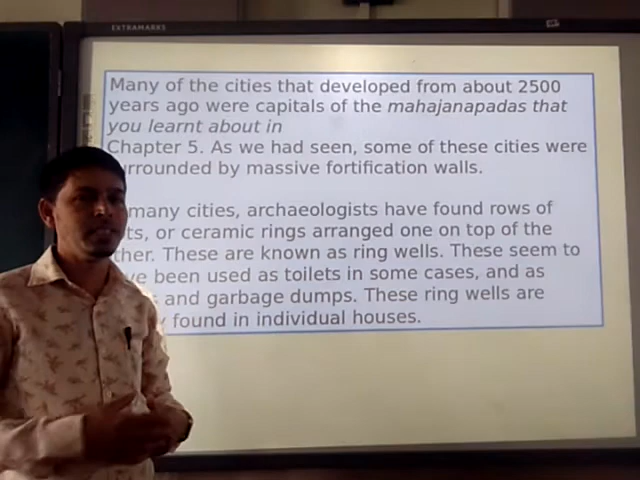 EXTRAMARKS
Many of the cities that developed from about 2500
years ago were capitals of the mahajanapadas that
you learnt about in
Chapter 5. As we had seen, some of these cities were
rrounded by massive fortification walls.
many cities, archaeologists have found rows of
ts, or ceramic rings arranged one on top of the
ther. These are known as ring wells. These seem to
ve been used as toilets in some cases, and as
and garbage dumps. These ring wells are
y found in individual houses.